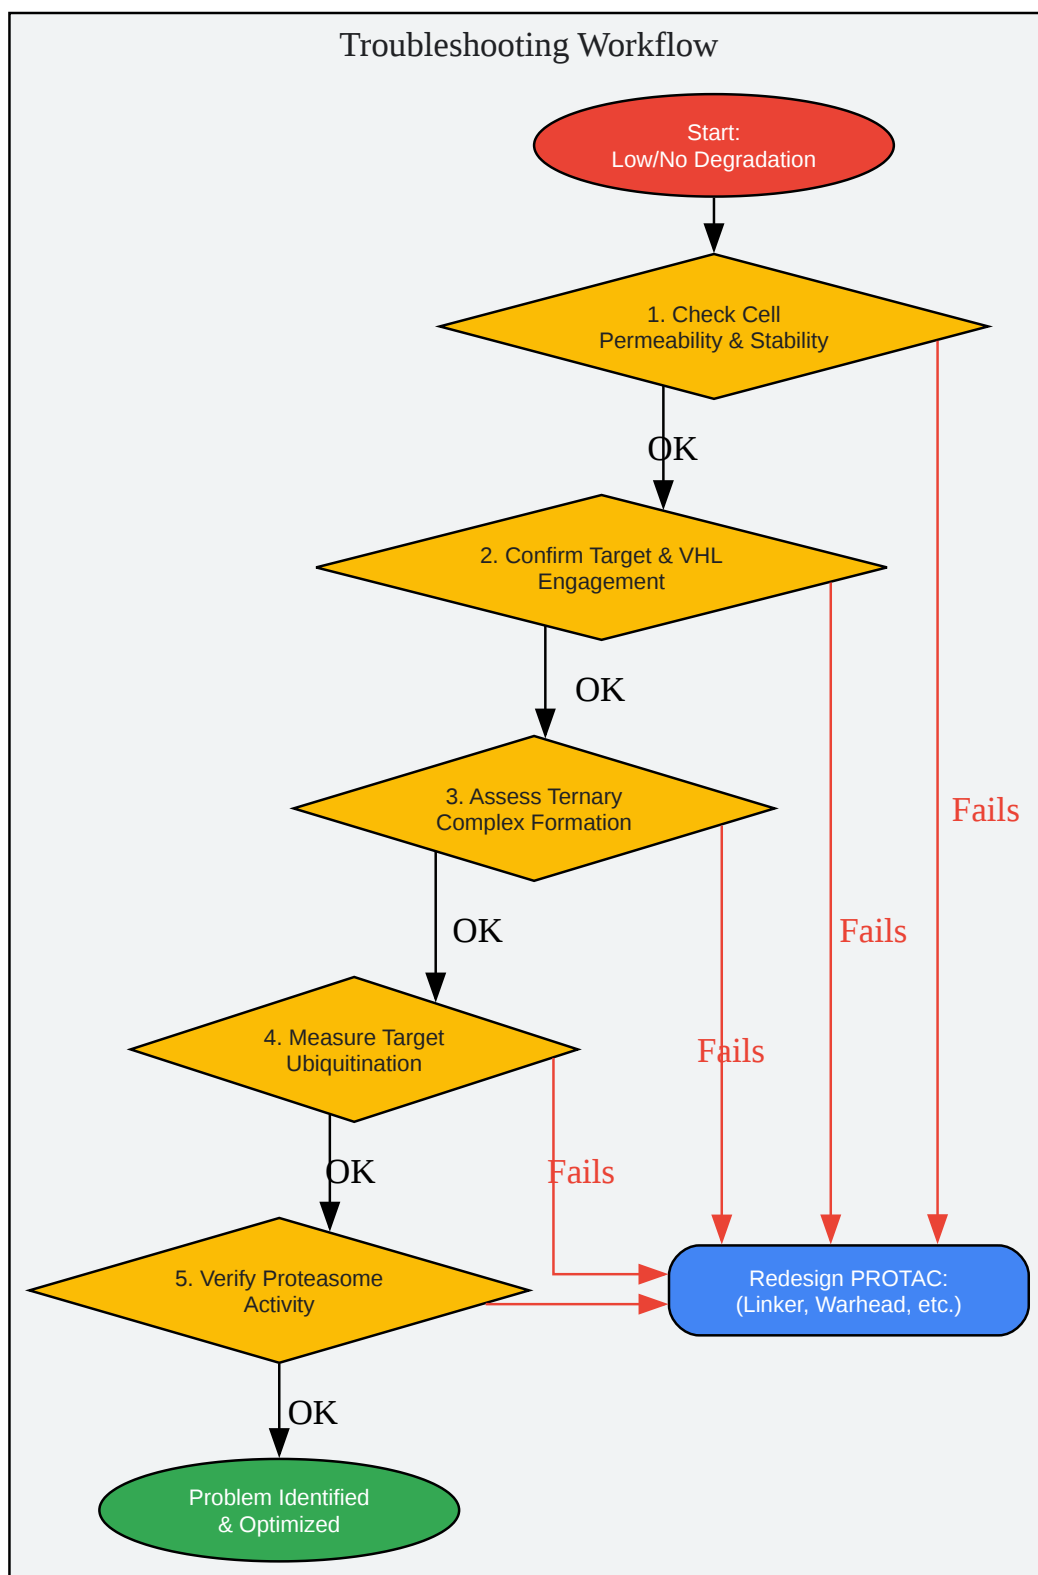 Troubleshooting Workflow
Start:
Low/No Degradation
1. Check Cell
Permeability & Stability
OK
2. Confirm Target & VHL
Engagement
OK
3. Assess Ternary
Complex Formation
Fails
OK
Fails
4. Measure Target
Ubiquitination
Fails
OK
Fails
5. Verify Proteasome
Activity
Redesign PROTAC:
(Linker, Warhead, etc.)
OK
Problem Identified
& Optimized